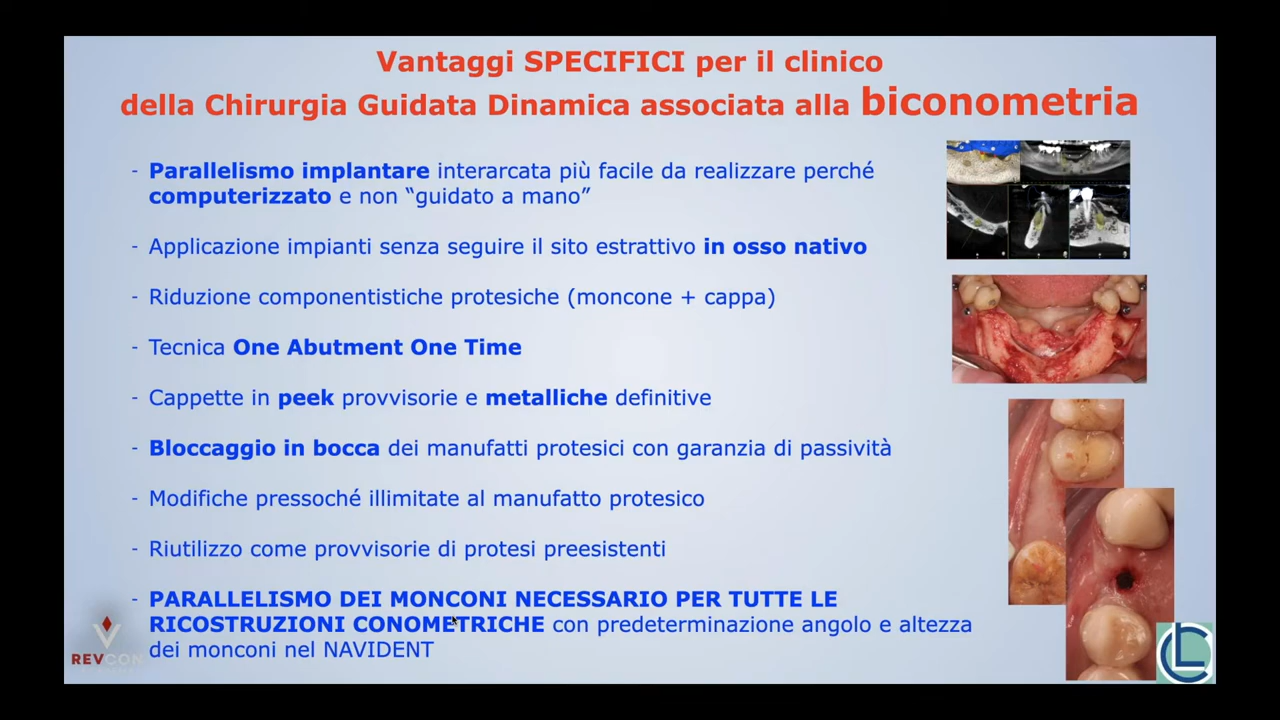 Vantaggi SPECIFICI per il clinico
della Chirurgia Guidata Dinamica associata alla biconometria
- Parallelismo implantare interarcata più facile da realizzare perché
computerizzato e non “guidato a mano”
- Applicazione impianti senza seguire il sito estrattivo in osso nativo
- Riduzione componentistiche protesiche (moncone + cappa)
- Tecnica One Abutment One Time
- Cappette in peek provvisorie e metalliche definitive
- Bloccaggio in bocca dei manufatti protesici con garanzia di passività
- Modifiche pressoché illimitate al manufatto protesico
- Riutilizzo come provvisorie di protesi preesistenti
- PARALLELISMO DEI MONCONI NECESSARIO PER TUTTE LE
RICOSTRUZIONI CONOMETRICHE con predeterminazione angolo e altezza
dei monconi nel NAVIDENT
REVCON